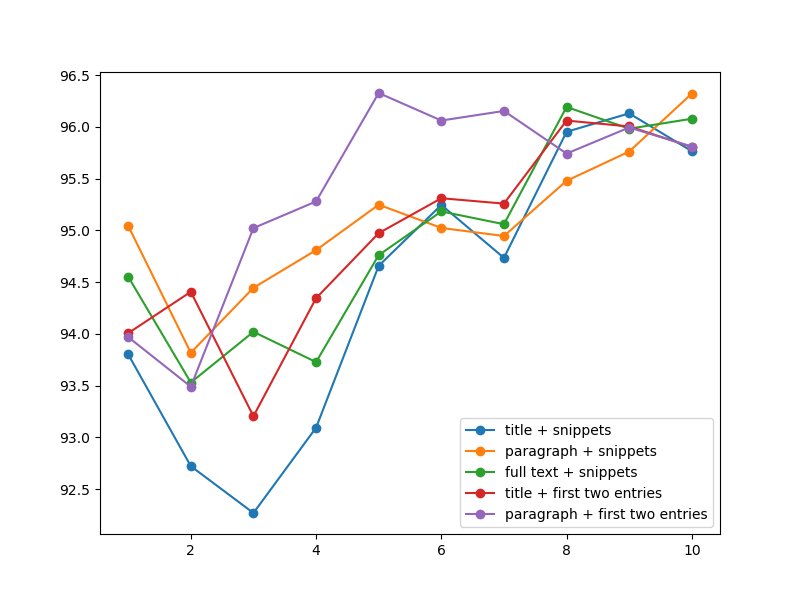 96.5
96.0
95.5
95.0
94.5
94.0
93.5
93.0
92.5
title + snippets
paragraph + snippets
full text + snippets
title + first two entries
paragraph + first two entries
2 4 6 8 10